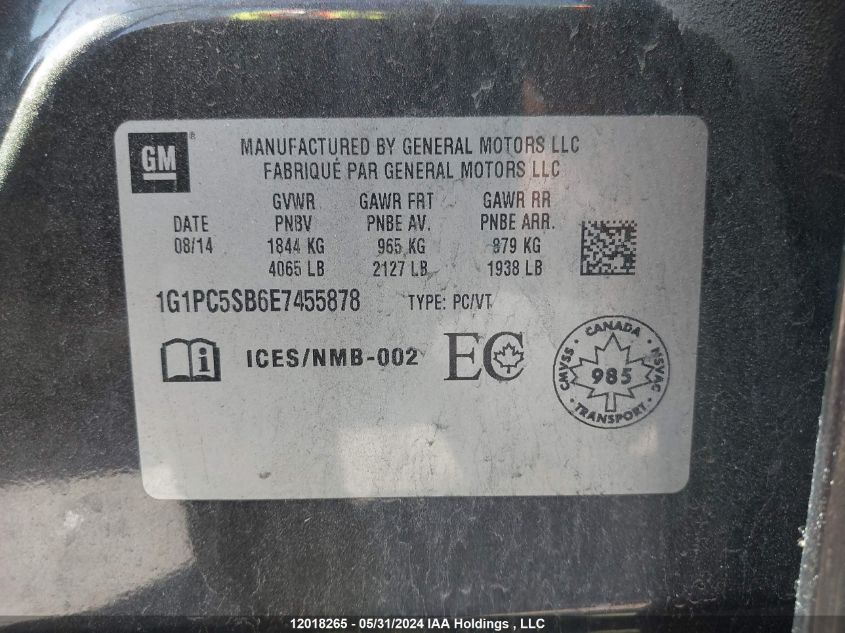 GM
MANUFACTURED BY GENERAL MOTORS LLC
FABRIQUÉ PAR GENERAL MOTORS LLC
GVWR GAWR FRT GAWR RR
DATE PNBV PNBE AV. PNBE ARR.
08/14 1844 KG 965 KG 879 KG
4065 LB 2127 LB 1938 LB
1G1PC5SB6E7455878 TYPE: PC/VT
i ICES/NMB-002 EC
CANADA
CMVSS 985 NSVAC
TRANSPORT
12018265 - 05/31/2024 IAA Holdings , LLC